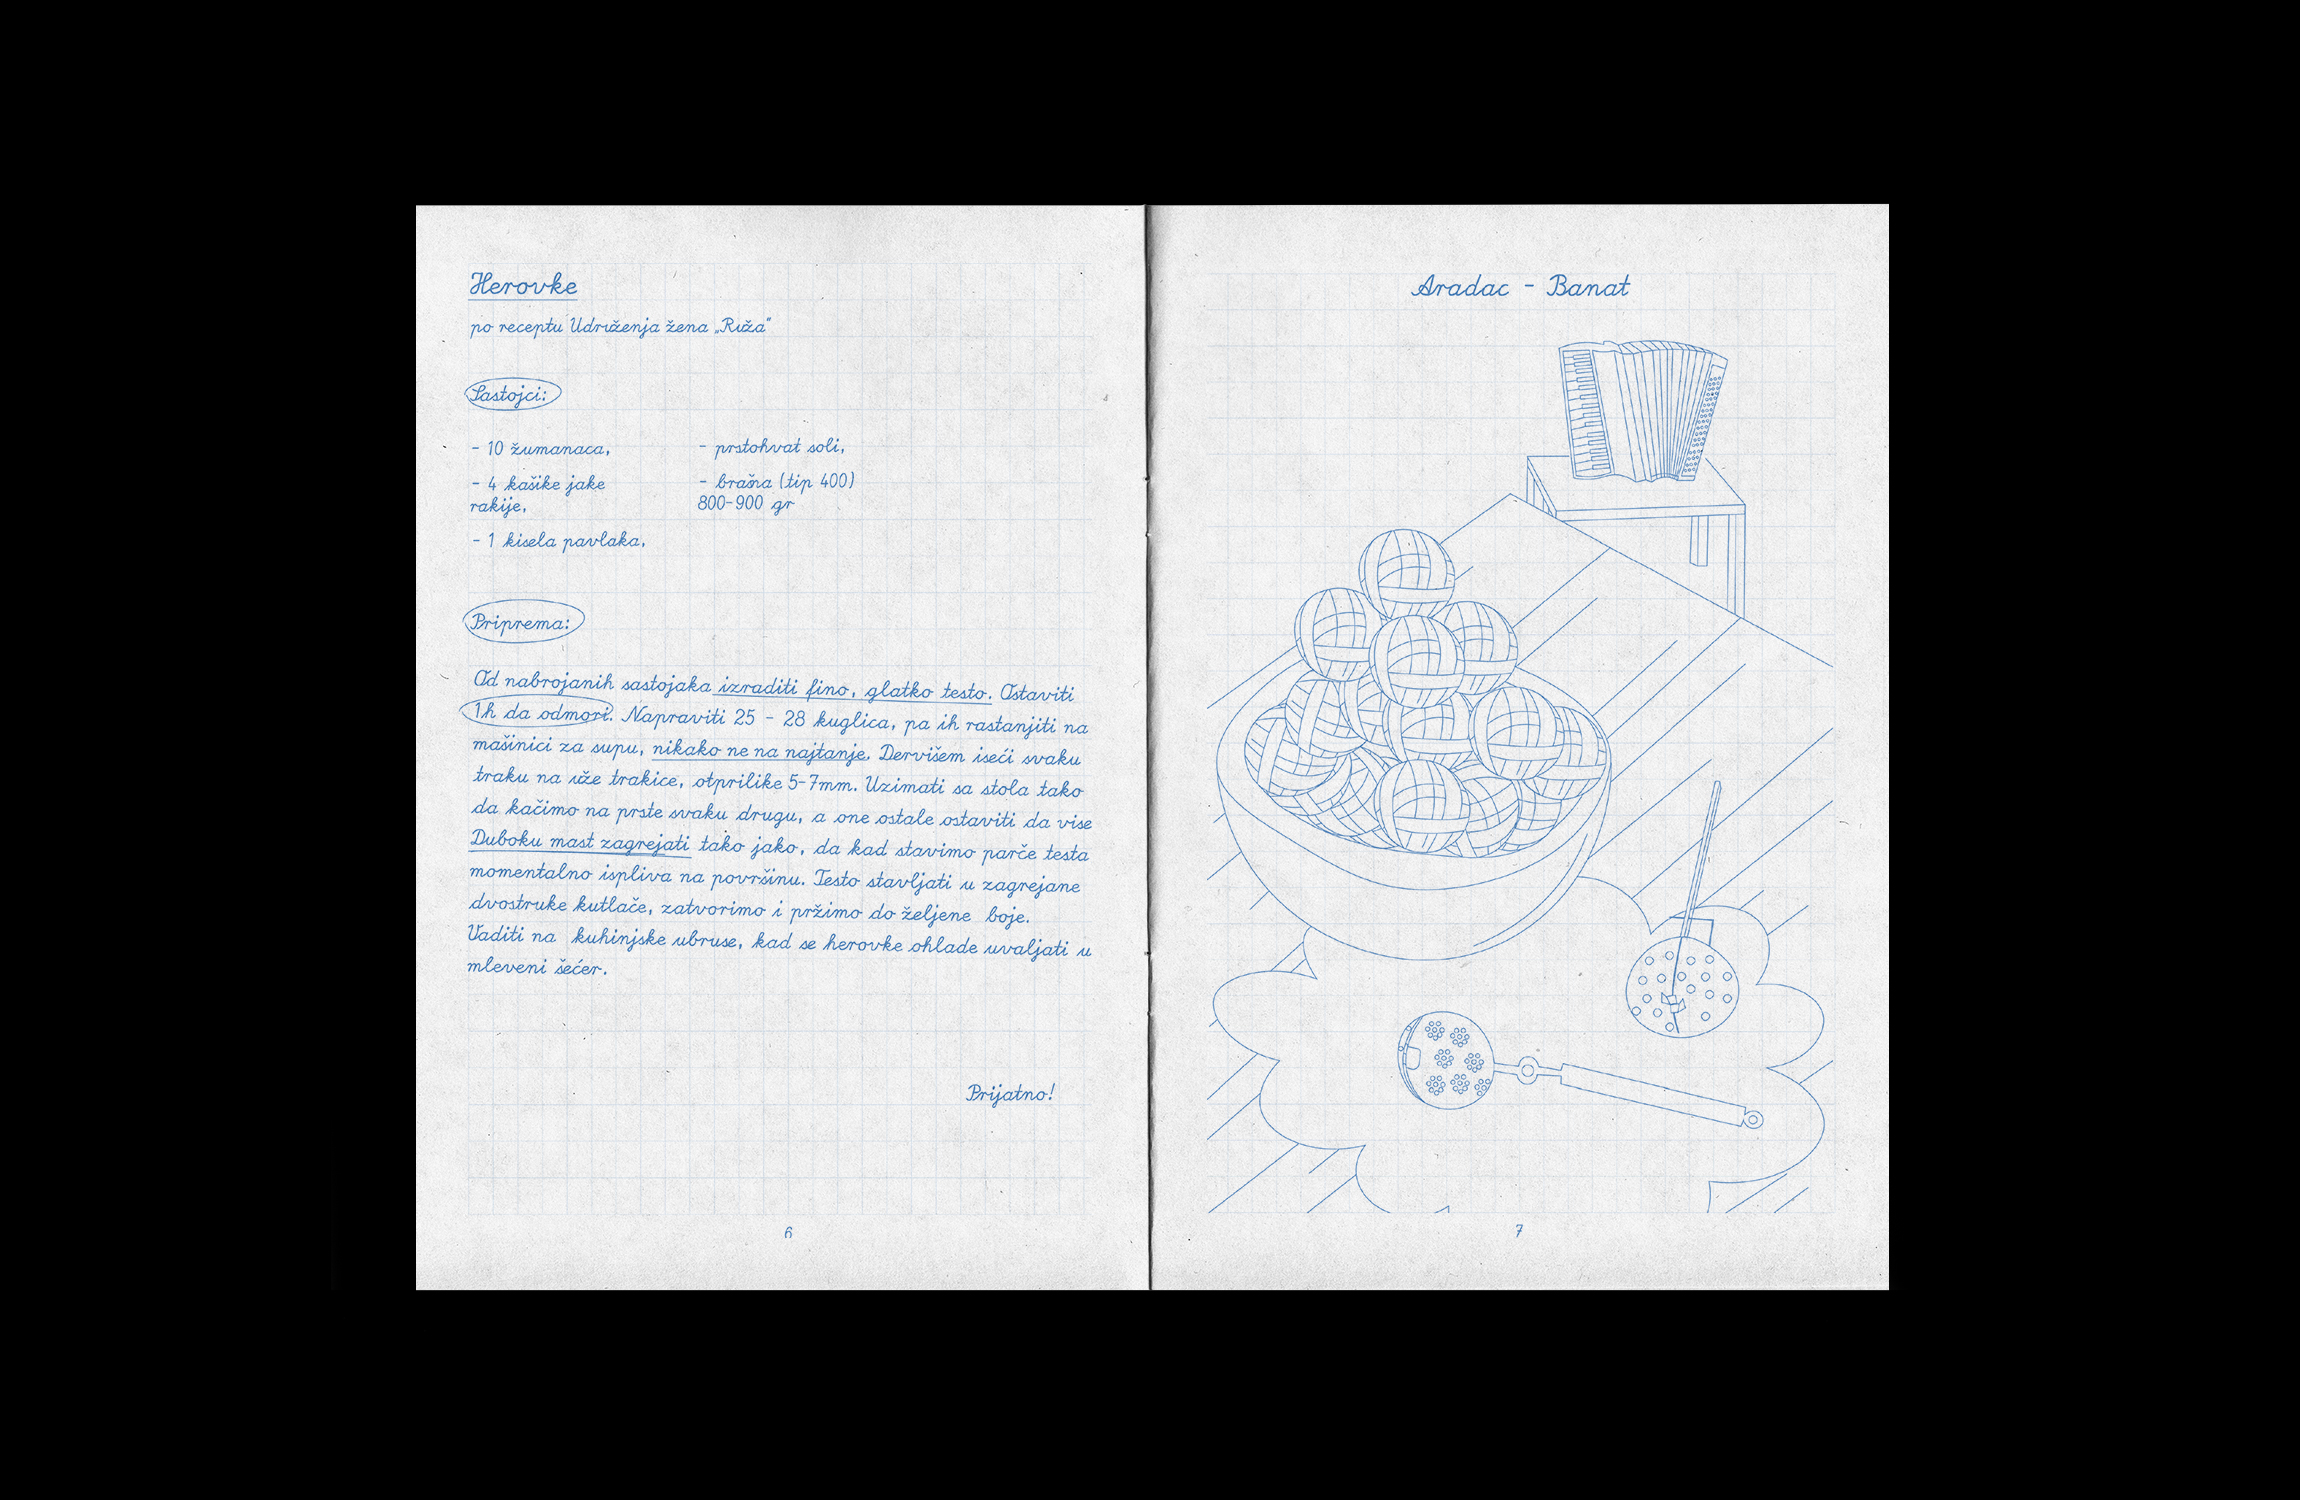 Herovke
po receptu Udruženja žena „Ruža"
Sastojci:
- 10 žumanaca,
- 4 kašike jake
rakije,
- 1 kisela pavlaka,
- prstohvat soli,
- brašna (tip 400)
800-900 gr
Priprema:
Od nabrojanih sastojaka izraditi fino, glatko testo. Ostaviti
1h da odmori. Napraviti 25 - 28 kuglica, pa ih rastanjiti na
mašinici za supu, nikako ne na najtanje. Dervišem iseći svaku
traku na uže trakice, otprilike 5-7mm. Uzimati sa stola tako
da kačimo na prste svaku drugu, a one ostale ostaviti da vise
Duboku mast zagrejati tako jako, da kad stavimo parče testa
momentalno ispliva na površinu. Testo stavljati u zagrejane
dvostruke kutlače, zatvorimo i pržimo do željene boje.
Vaditi na kuhinjske ubruse, kad se herovke ohlade uvaljati u
mleveni šećer.
Prijatno!
6
Aradac - Banat
7